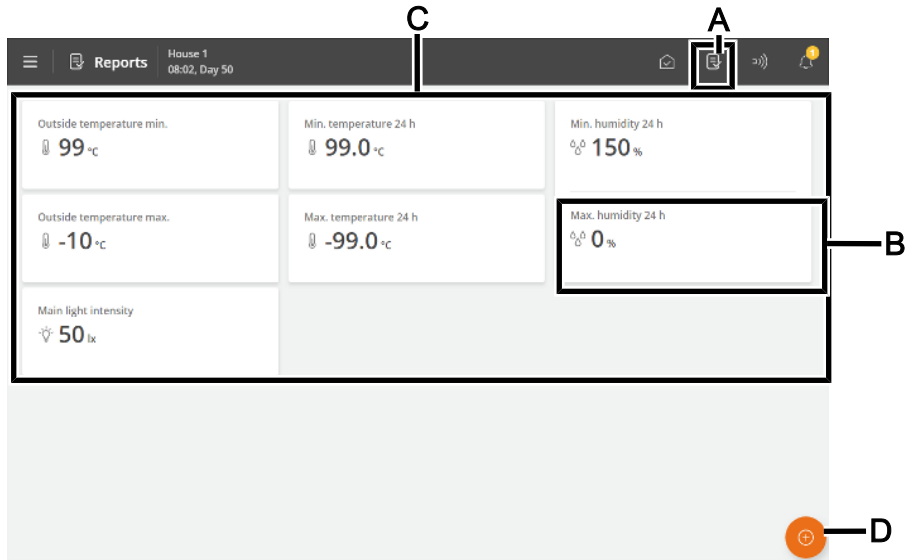 C
A
Reports
House 1
08:02, Day 50
1
Outside temperature min.
99 °C
Min. temperature 24 h
99.0 °C
Min. humidity 24 h
150 %
Outside temperature max.
-10 °C
Max. temperature 24 h
-99.0 °C
Max. humidity 24 h
0 %
B
Main light intensity
50 lx
D